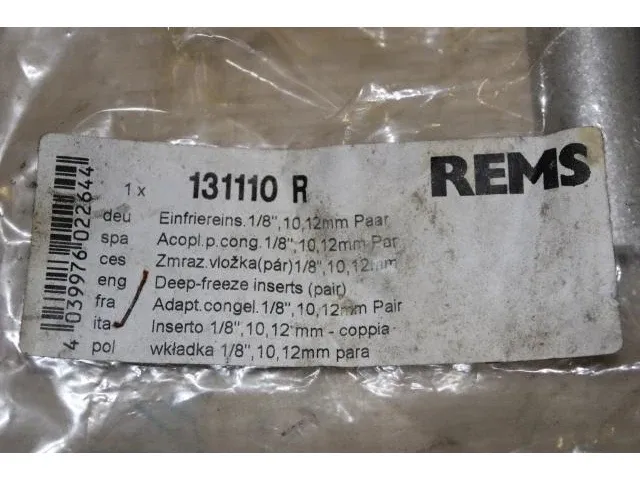 1 x 131110 R REMS
deu Einfriereins.1/8",10,12mm Paar
spa Acopl.p.cong.1/8",10,12mm Par
ces Zmraz.vložka(pár)1/8",10,12mm
eng Deep-freeze inserts (pair)
fra Adapt.congel.1/8",10,12mm Pair
ita Inserto 1/8",10,12 mm - coppia
pol wkładka 1/8",10,12mm para
4 039976 022644